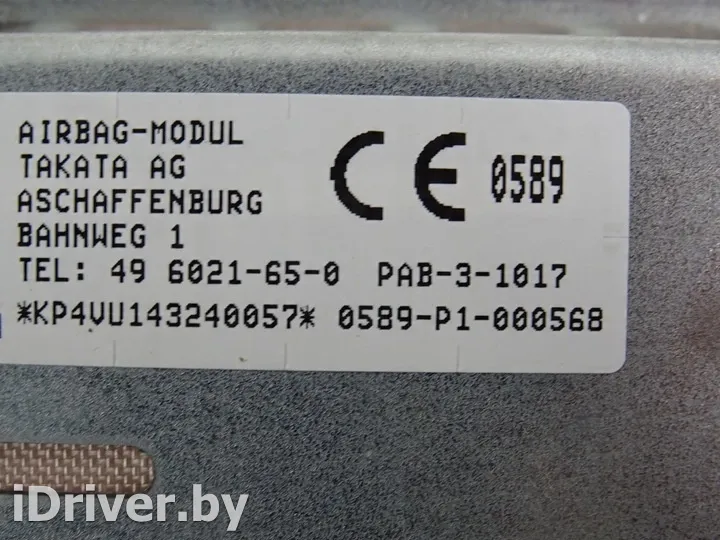 AIRBAG-MODUL
TAKATA AG
ASCHAFFENBURG
BAHNWEG 1
CE 0589
TEL: 49 6021-65-0 PAB-3-1017
*KP4VU143240057* 0589-P1-000568
iDriver.by